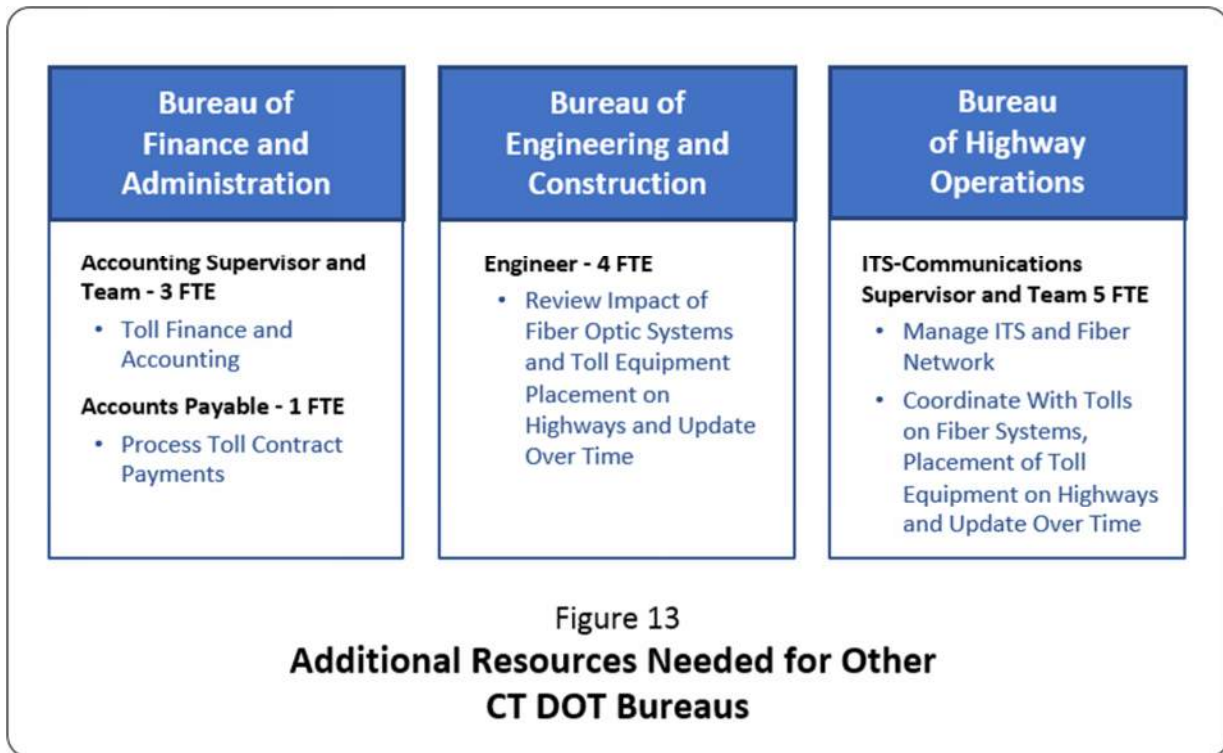 Bureau of
Finance and
Administration
Accounting Supervisor and
Team - 3 FTE
• Toll Finance and
Accounting
Accounts Payable - 1 FTE
• Process Toll Contract
Payments
Bureau of
Engineering and
Construction
Engineer - 4 FTE
• Review Impact of
Fiber Optic Systems
and Toll Equipment
Placement on
Highways and Update
Over Time
Bureau
of Highway
Operations
ITS-Communications
Supervisor and Team 5 FTE
• Manage ITS and Fiber
Network
• Coordinate With Tolls
on Fiber Systems,
Placement of Toll
Equipment on Highways
and Update Over Time
Figure 13
Additional Resources Needed for Other
CT DOT Bureaus